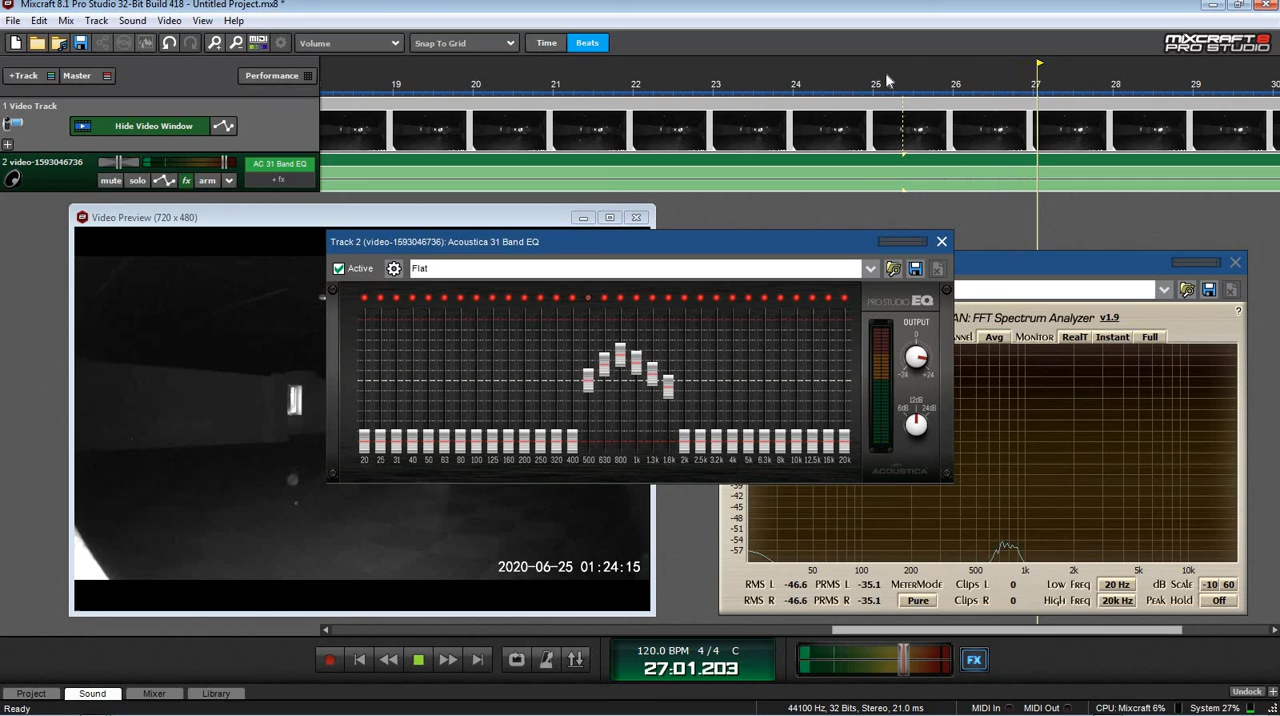 Mixcraft 8.1 Pro Studio 32-Bit Build 418 - Untitled Project.mx8 *
File Edit Mix Track Sound Video View Help
Volume Snap To Grid Time Beats
MIXCRAFT 8
PRO STUDIO
+Track Master Performance
19 20 21 22 23 24 25 26 27 28 29 30
1 Video Track
Hide Video Window
2 video-1593046736 AC 31 Band EQ
mute solo fx arm + fx
Video Preview (720 x 480)
2020-06-25 01:24:15
Track 2 (video-1593046736): Acoustica 31 Band EQ
Active Flat
PRO STUDIO EQ
OUTPUT
0
-24 +24
12dB
6dB 24dB
ACOUSTICA
20 25 31 40 50 63 80 100 125 160 200 250 320 400 500 630 800 1k 1.3k 1.6k 2k 2.5k 3.2k 4k 5k 6.3k 8k 10k 12.5k 16k 20k
AN: FFT Spectrum Analyzer v1.9 ?
nnel Avg Monitor RealT Instant Full
-39
-42
-45
-48
-51
-54
-57
50 100 200 500 1k 2k 5k 10k
RMS L -46.6 PRMS L -35.1 MeterMode Clips L 0 Low Freq 20 Hz dB Scale -10 60
RMS R -46.6 PRMS R -35.1 Pure Clips R 0 High Freq 20k Hz Peak Hold Off
120.0 BPM 4 / 4 C
27:01.203
FX
Project Sound Mixer Library Undock
Ready 44100 Hz, 32 Bits, Stereo, 21.0 ms MIDI In MIDI Out CPU: Mixcraft 6% System 27%